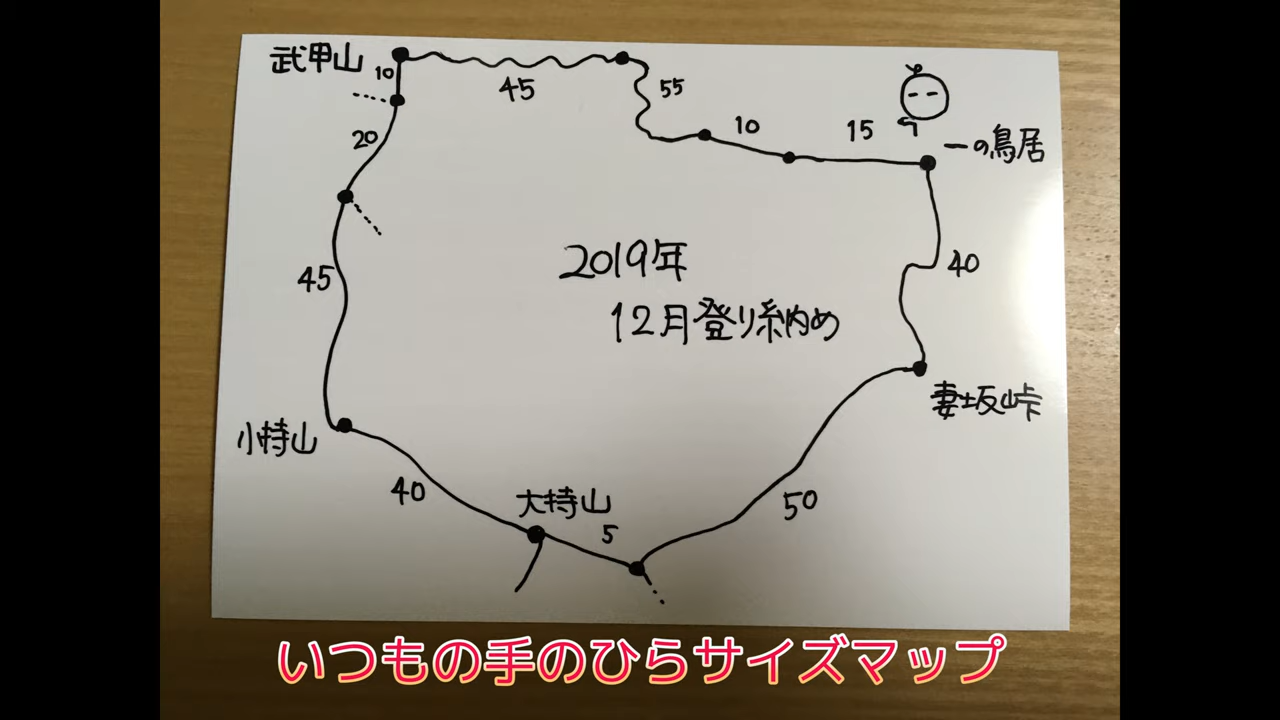 武甲山
10
45
55
20
10
15
一の鳥居
45
2019年
12月登り納め
40
妻坂峠
小持山
40
大持山
5
50
いつもの手のひらサイズマップ